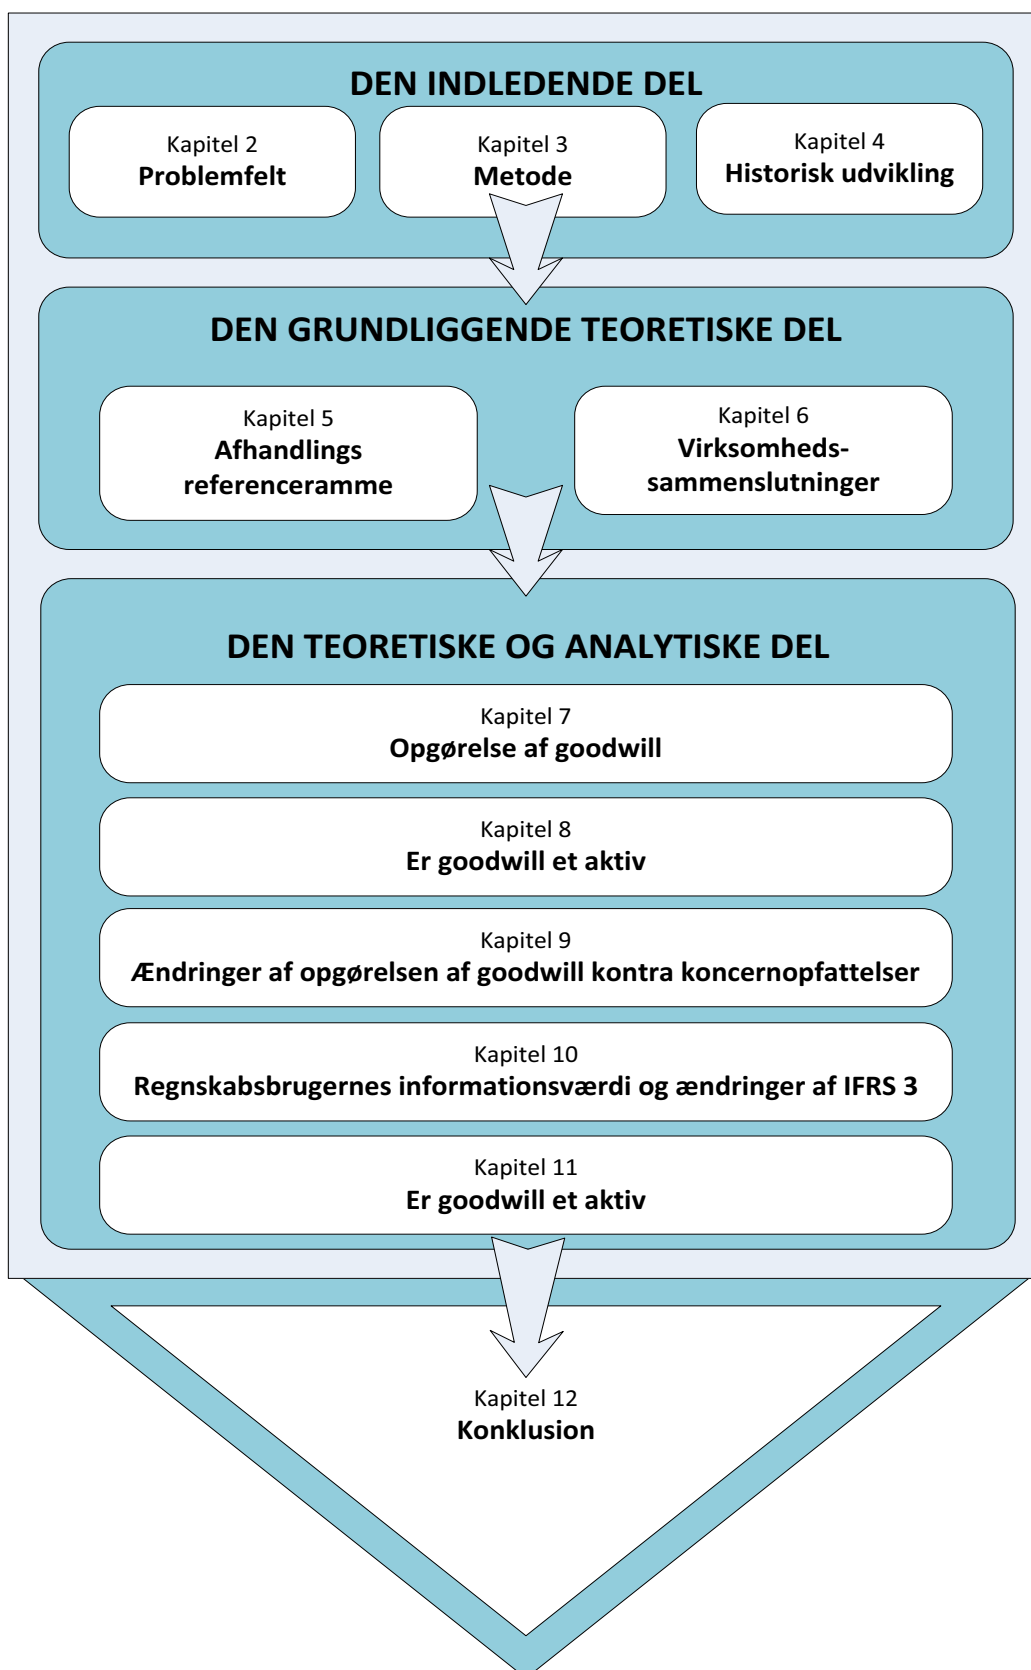 DEN INDLEDENDE DEL
Kapitel 2
Problemfelt
Kapitel 3
Metode
Kapitel 4
Historisk udvikling
DEN GRUNDLIGGENDE TEORETISKE DEL
Kapitel 5
Afhandlings
referenceramme
Kapitel 6
Virksomheds-
sammenslutninger
DEN TEORETISKE OG ANALYTISKE DEL
Kapitel 7
Opgørelse af goodwill
Kapitel 8
Er goodwill et aktiv
Kapitel 9
Ændringer af opgørelsen af goodwill kontra koncernopfattelser
Kapitel 10
Regnskabsbrugernes informationsværdi og ændringer af IFRS 3
Kapitel 11
Er goodwill et aktiv
Kapitel 12
Konklusion